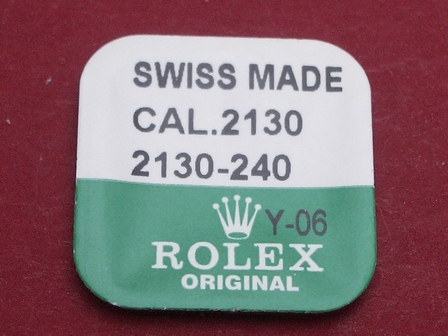 SWISS MADE
CAL.2130
2130-240
Y-06
ROLEX
ORIGINAL